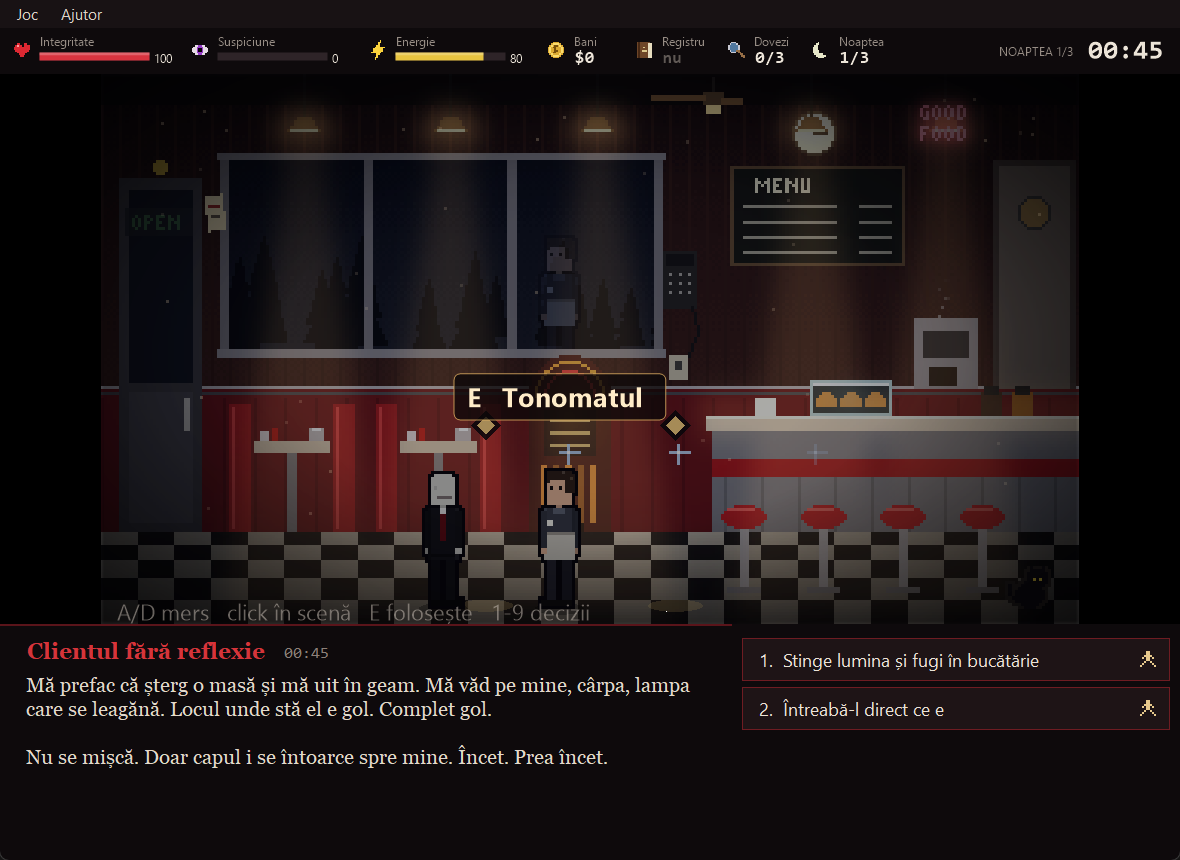 Joc Ajutor
Integritate 100
Suspiciune 0
Energie 80
Bani $0
Registru nu
Dovezi 0/3
Noaptea 1/3
NOAPTEA 1/3 00:45
GOOD FOOD
MENU
OPEN
E Tonomatul
A/D mers click în scenă E folosește 1-9 decizii
Clientul fără reflexie 00:45
Mă prefac că șterg o masă și mă uit în geam. Mă văd pe mine, cârpa, lampa
care se leagănă. Locul unde stă el e gol. Complet gol.
Nu se mișcă. Doar capul i se întoarce spre mine. Încet. Prea încet.
1. Stinge lumina și fugi în bucătărie
2. Întreabă-l direct ce e